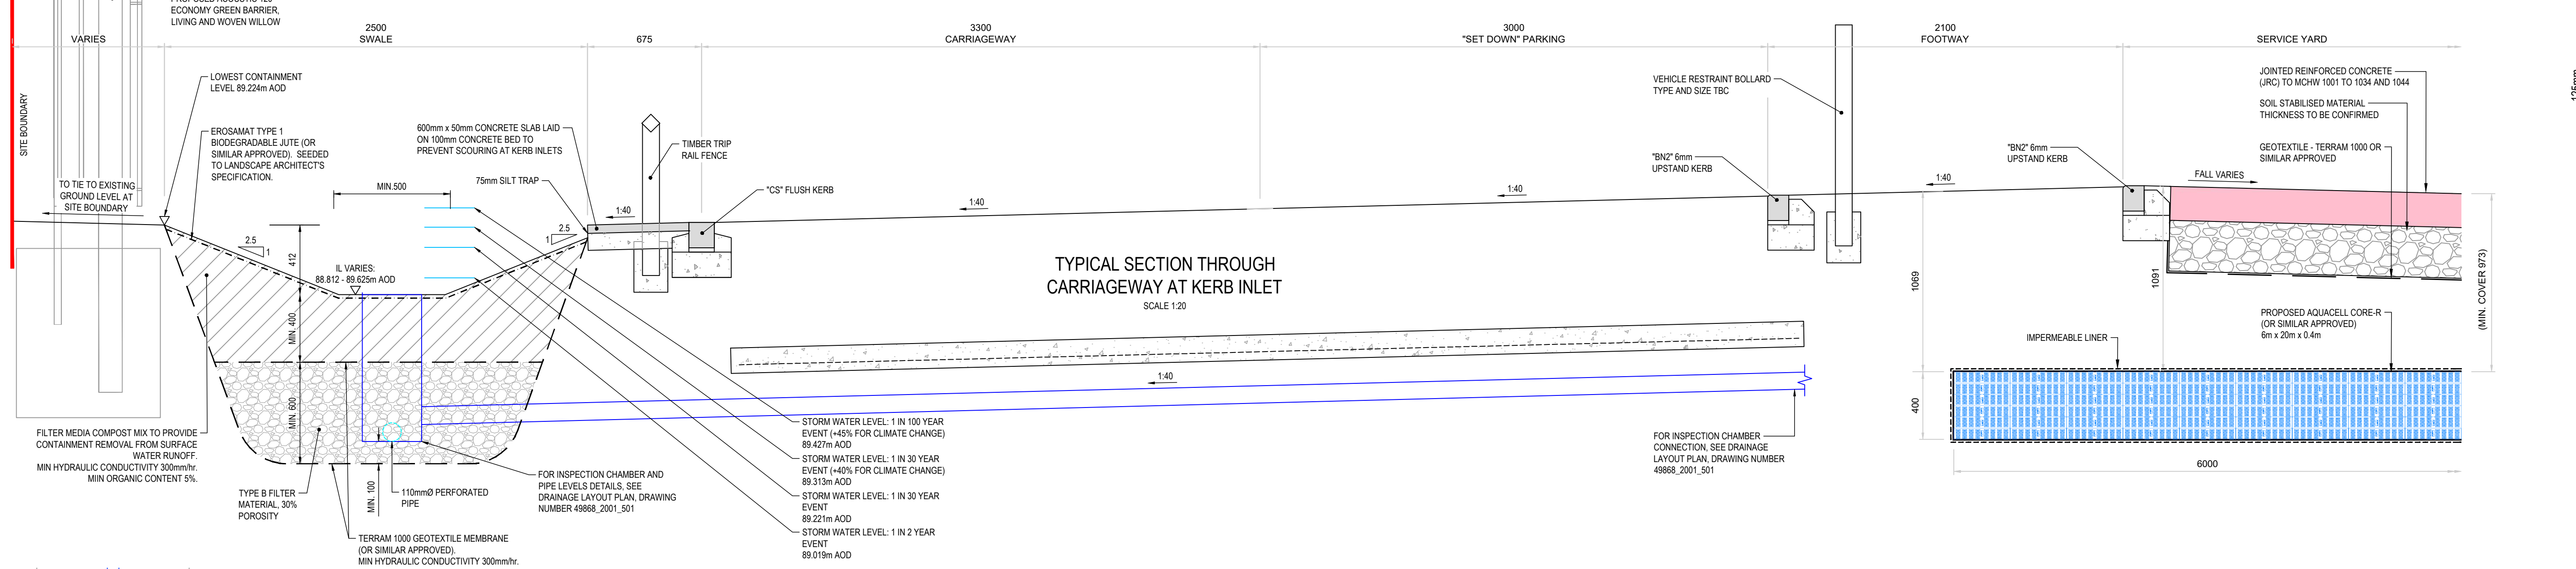 ECONOMY GREEN BARRIER,
LIVING AND WOVEN WILLOW
VARIES
2500
SWALE
675
3300
CARRIAGEWAY
3000
"SET DOWN" PARKING
2100
FOOTWAY
SERVICE YARD
125mm
SITE BOUNDARY
LOWEST CONTAINMENT
LEVEL 89.224m AOD
EROSAMAT TYPE 1
BIODEGRADABLE JUTE (OR
SIMILAR APPROVED). SEEDED
TO LANDSCAPE ARCHITECT'S
SPECIFICATION.
TO TIE TO EXISTING
GROUND LEVEL AT
SITE BOUNDARY
600mm x 50mm CONCRETE SLAB LAID
ON 100mm CONCRETE BED TO
PREVENT SCOURING AT KERB INLETS
75mm SILT TRAP
MIN.500
TIMBER TRIP
RAIL FENCE
"CS" FLUSH KERB
VEHICLE RESTRAINT BOLLARD
TYPE AND SIZE TBC
"BN2" 6mm
UPSTAND KERB
"BN2" 6mm
UPSTAND KERB
JOINTED REINFORCED CONCRETE
(JRC) TO MCHW 1001 TO 1034 AND 1044
SOIL STABILISED MATERIAL
THICKNESS TO BE CONFIRMED
GEOTEXTILE - TERRAM 1000 OR
SIMILAR APPROVED
FALL VARIES
1:40
1:40
1:40
1:40
2.5
1
2.5
1
412
IL VARIES:
88.812 - 89.625m AOD
TYPICAL SECTION THROUGH
CARRIAGEWAY AT KERB INLET
SCALE 1:20
1069
1091
(MIN. COVER 973)
MIN. 400
MIN. 600
MIN. 100
1:40
IMPERMEABLE LINER
PROPOSED AQUACELL CORE-R
(OR SIMILAR APPROVED)
6m x 20m x 0.4m
400
6000
FILTER MEDIA COMPOST MIX TO PROVIDE
CONTAINMENT REMOVAL FROM SURFACE
WATER RUNOFF.
MIN HYDRAULIC CONDUCTIVITY 300mm/hr.
MIIN ORGANIC CONTENT 5%.
TYPE B FILTER
MATERIAL, 30%
POROSITY
110mmØ PERFORATED
PIPE
TERRAM 1000 GEOTEXTILE MEMBRANE
(OR SIMILAR APPROVED).
MIN HYDRAULIC CONDUCTIVITY 300mm/hr.
FOR INSPECTION CHAMBER AND
PIPE LEVELS DETAILS, SEE
DRAINAGE LAYOUT PLAN, DRAWING
NUMBER 49868_2001_501
STORM WATER LEVEL: 1 IN 100 YEAR
EVENT (+45% FOR CLIMATE CHANGE)
89.427m AOD
STORM WATER LEVEL: 1 IN 30 YEAR
EVENT (+40% FOR CLIMATE CHANGE)
89.313m AOD
STORM WATER LEVEL: 1 IN 30 YEAR
EVENT
89.221m AOD
STORM WATER LEVEL: 1 IN 2 YEAR
EVENT
89.019m AOD
FOR INSPECTION CHAMBER
CONNECTION, SEE DRAINAGE
LAYOUT PLAN, DRAWING NUMBER
49868_2001_501